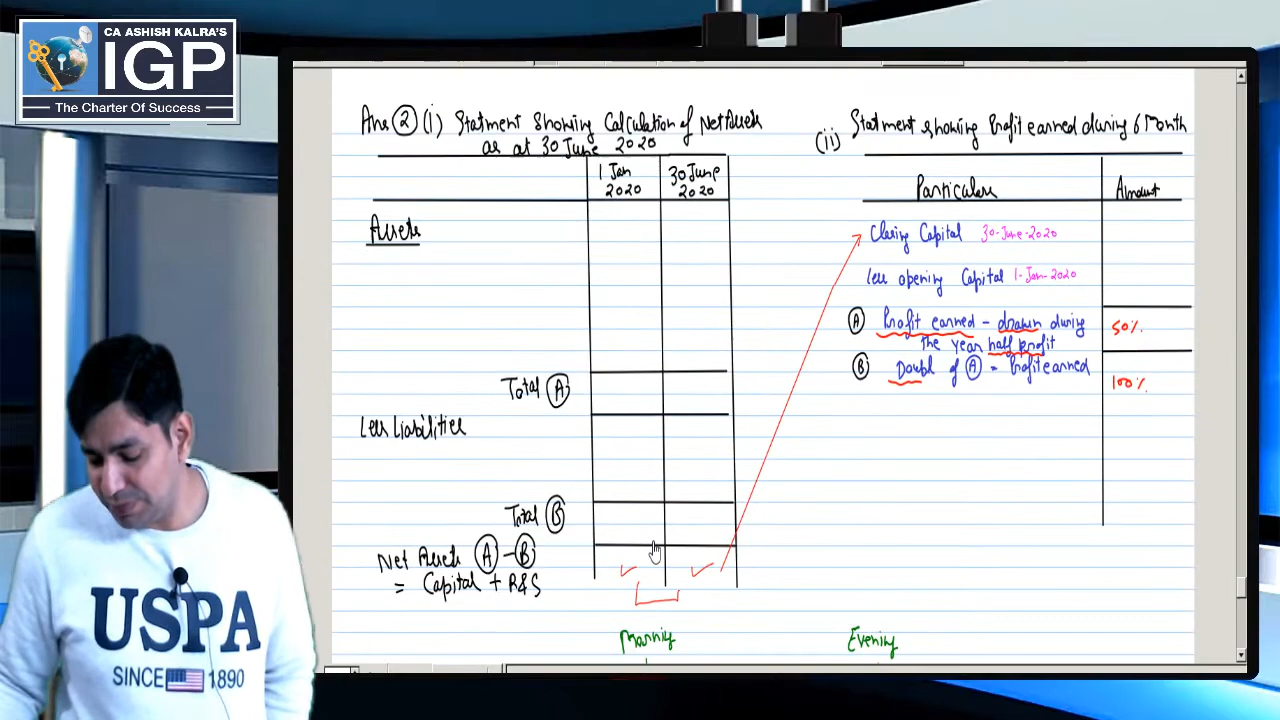 CA ASHISH KALRA'S
IGP
The Charter Of Success
Ans ② (i) Statment Showing Calculation of Net Assets
as at 30 June 2020
1 Jan 2020
30 June 2020
Assets
Total Ⓐ
Less Liabilities
Total Ⓑ
Net Assets Ⓐ - Ⓑ
= Capital + R&S
(ii) Statment showing Profit earned during 6 Month
Particulars
Amount
Closing Capital 30-June-2020
less opening Capital 1-Jan-2020
Ⓐ Profit earned - drawn during
the year half profit
50%.
Ⓑ Doubl of Ⓐ = Profit earned
100%.
Morning
Evening
USPA
SINCE 1890